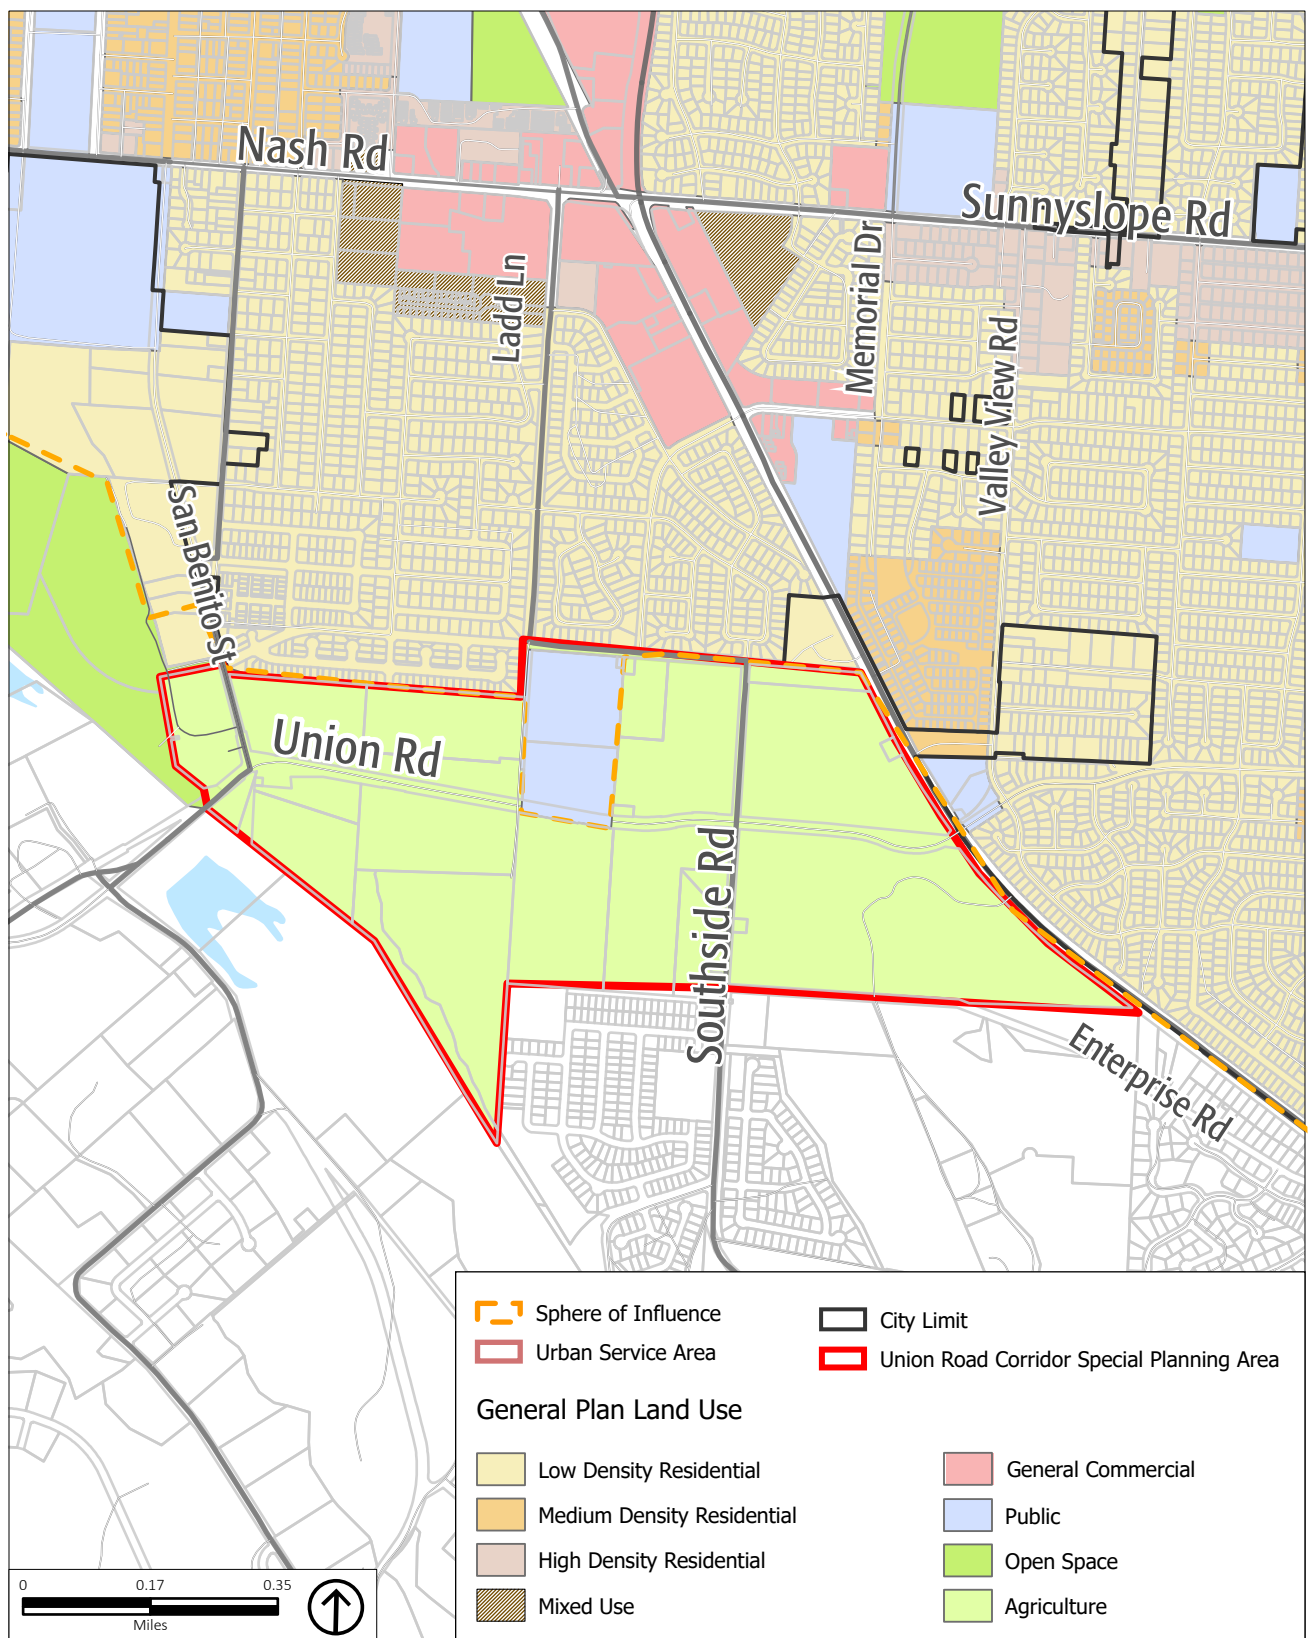 Nash Rd
Sunnyslope Rd
Ladd Ln
Memorial Dr
Valley View Rd
San Benito St
Union Rd
Southside Rd
Enterprise Rd
Sphere of Influence
City Limit
Urban Service Area
Union Road Corridor Special Planning Area
General Plan Land Use
Low Density Residential
General Commercial
Medium Density Residential
Public
High Density Residential
Open Space
Mixed Use
Agriculture
0 0.17 0.35
Miles